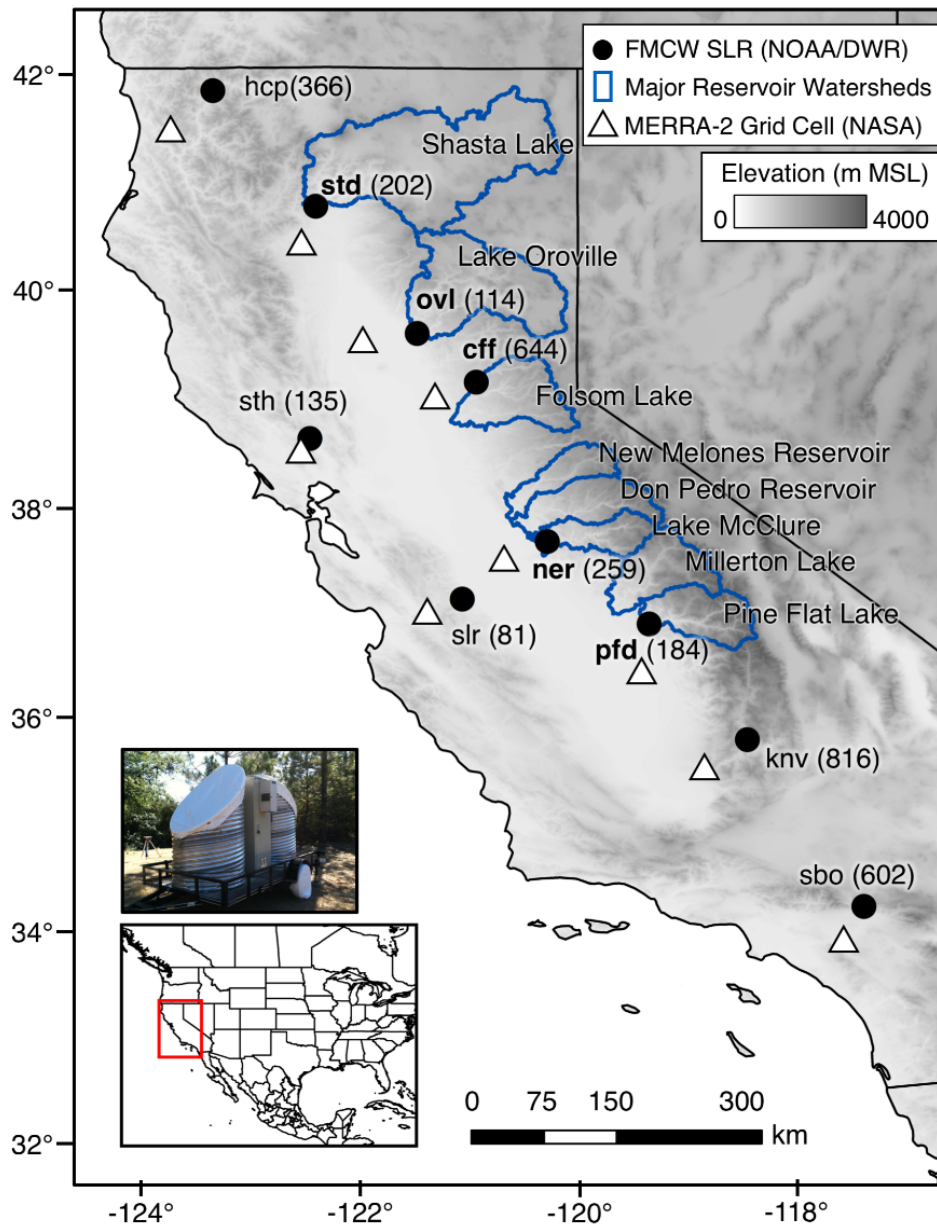 FMCW SLR (NOAA/DWR)
Major Reservoir Watersheds
MERRA-2 Grid Cell (NASA)
Elevation (m MSL)
0 4000
42°
40°
38°
36°
34°
32°
hcp(366)
Shasta Lake
std (202)
Lake Oroville
ovl (114)
cff (644)
sth (135)
Folsom Lake
New Melones Reservoir
Don Pedro Reservoir
Lake McClure
ner (259)
Millerton Lake
slr (81)
Pine Flat Lake
pfd (184)
knv (816)
sbo (602)
0 75 150 300
km
-124° -122° -120° -118°